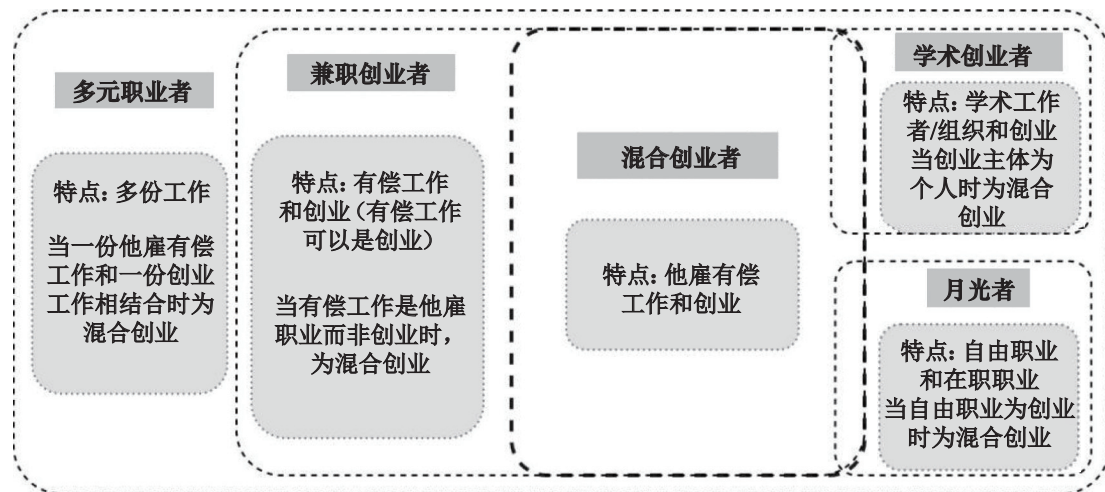 多元职业者
特点: 多份工作
当一份他雇有偿
工作和一份创业
工作相结合时为
混合创业
兼职创业者
特点: 有偿工作
和创业（有偿工作
可以是创业）
当有偿工作是他雇
职业而非创业时，
为混合创业
混合创业者
特点: 他雇有偿
工作和创业
学术创业者
特点: 学术工作
者/组织和创业
当创业主体为
个人时为混合
创业
月光者
特点: 自由职业
和在职职业
当自由职业为创业
时为混合创业